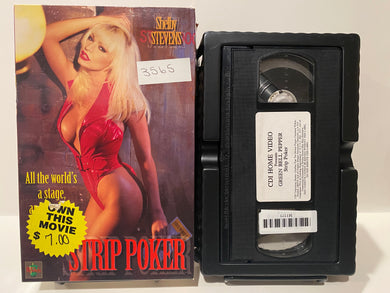 Shelby
STEVENS
3565
All the world's
a stage,
OWN
THIS
MOVIE
$ 7.00
STRIP POKER
CDI HOME VIDEO
Presents
GREEN BELL PEPPER
Strip Poker